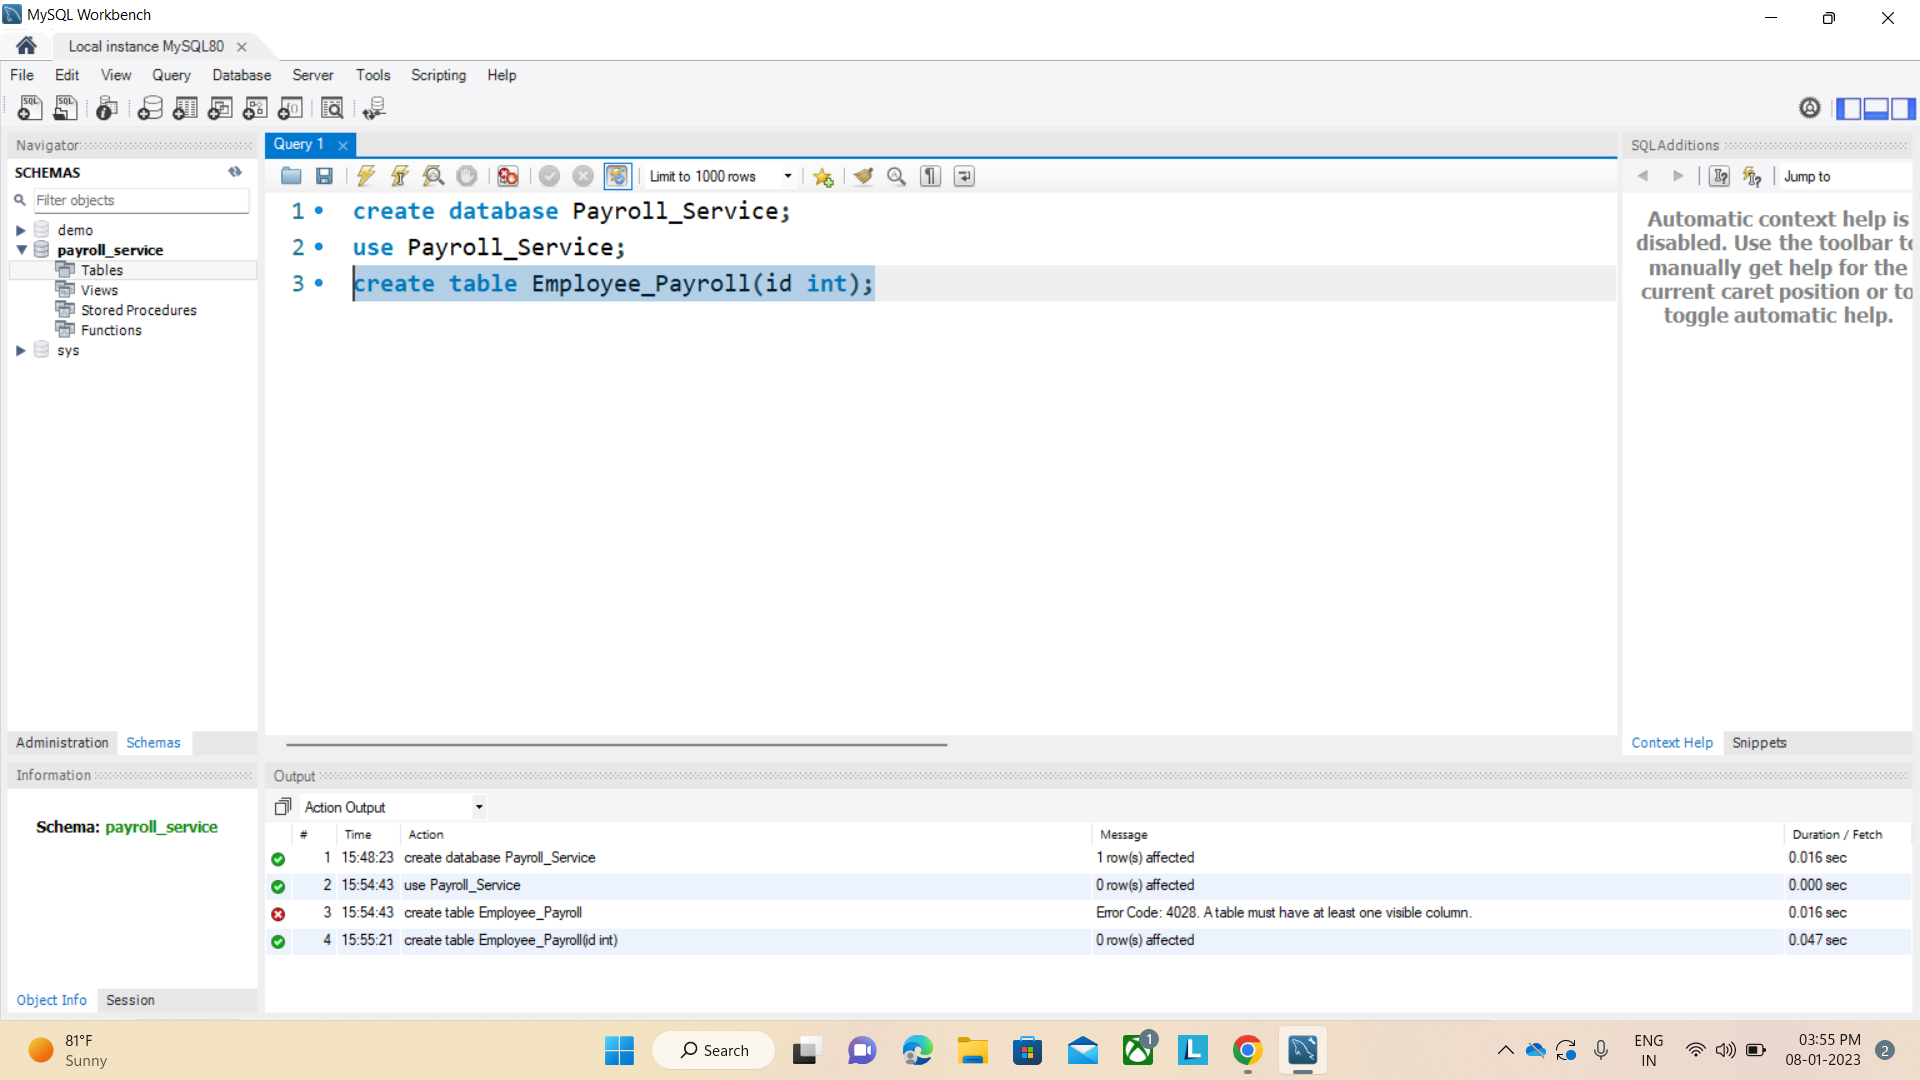 MySQL Workbench
Local instance MySQL80
File Edit View Query Database Server Tools Scripting Help
Navigator
SCHEMAS
Filter objects
demo
payroll_service
Tables
Views
Stored Procedures
Functions
sys
Administration Schemas
Information
Schema: payroll_service
Object Info Session
Query 1
Limit to 1000 rows
1 create database Payroll_Service;
2 use Payroll_Service;
3 create table Employee_Payroll(id int);
SQLAdditions
Jump to
Automatic context help is
disabled. Use the toolbar to
manually get help for the
current caret position or to
toggle automatic help.
Context Help Snippets
Output
Action Output
# Time Action Message Duration / Fetch
1 15:48:23 create database Payroll_Service 1 row(s) affected 0.016 sec
2 15:54:43 use Payroll_Service 0 row(s) affected 0.000 sec
3 15:54:43 create table Employee_Payroll Error Code: 4028. A table must have at least one visible column. 0.016 sec
4 15:55:21 create table Employee_Payroll(id int) 0 row(s) affected 0.047 sec
81°F
Sunny
Search
1
L
ENG
IN
03:55 PM
08-01-2023
2